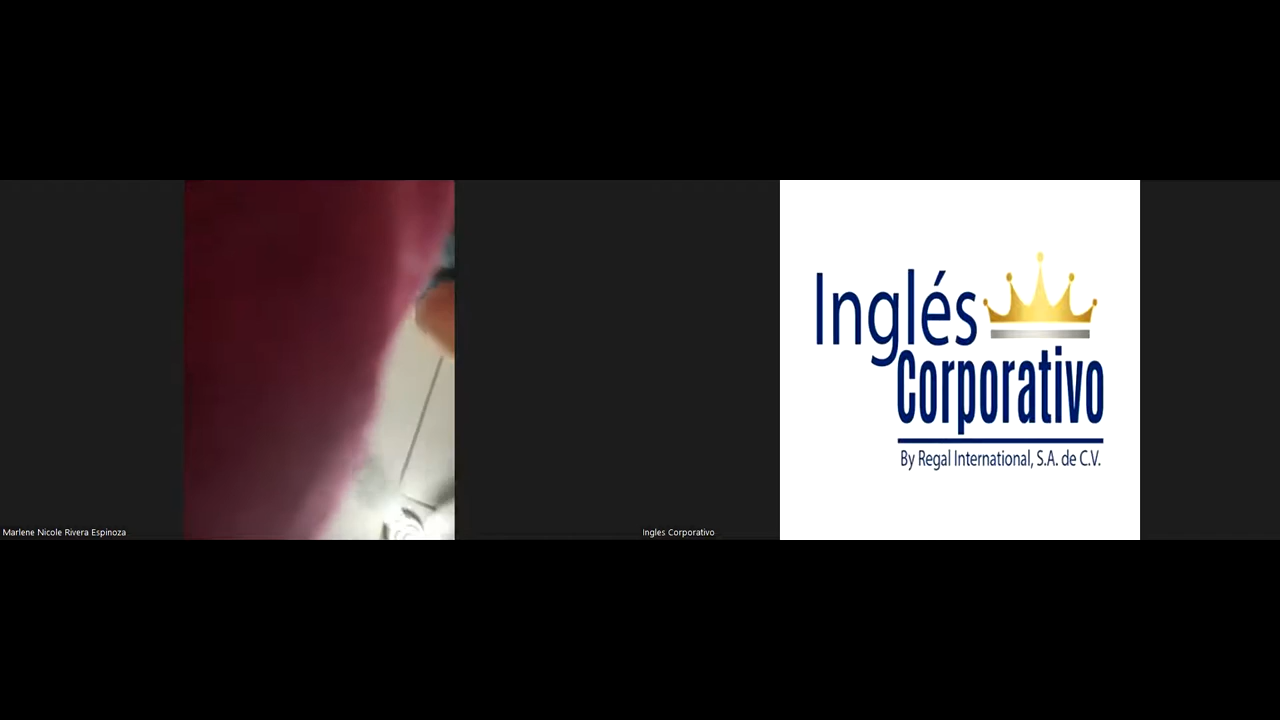 Inglés
Corporativo
By Regal International, S.A. de C.V.
Marlene Nicole Rivera Espinoza
Ingles Corporativo